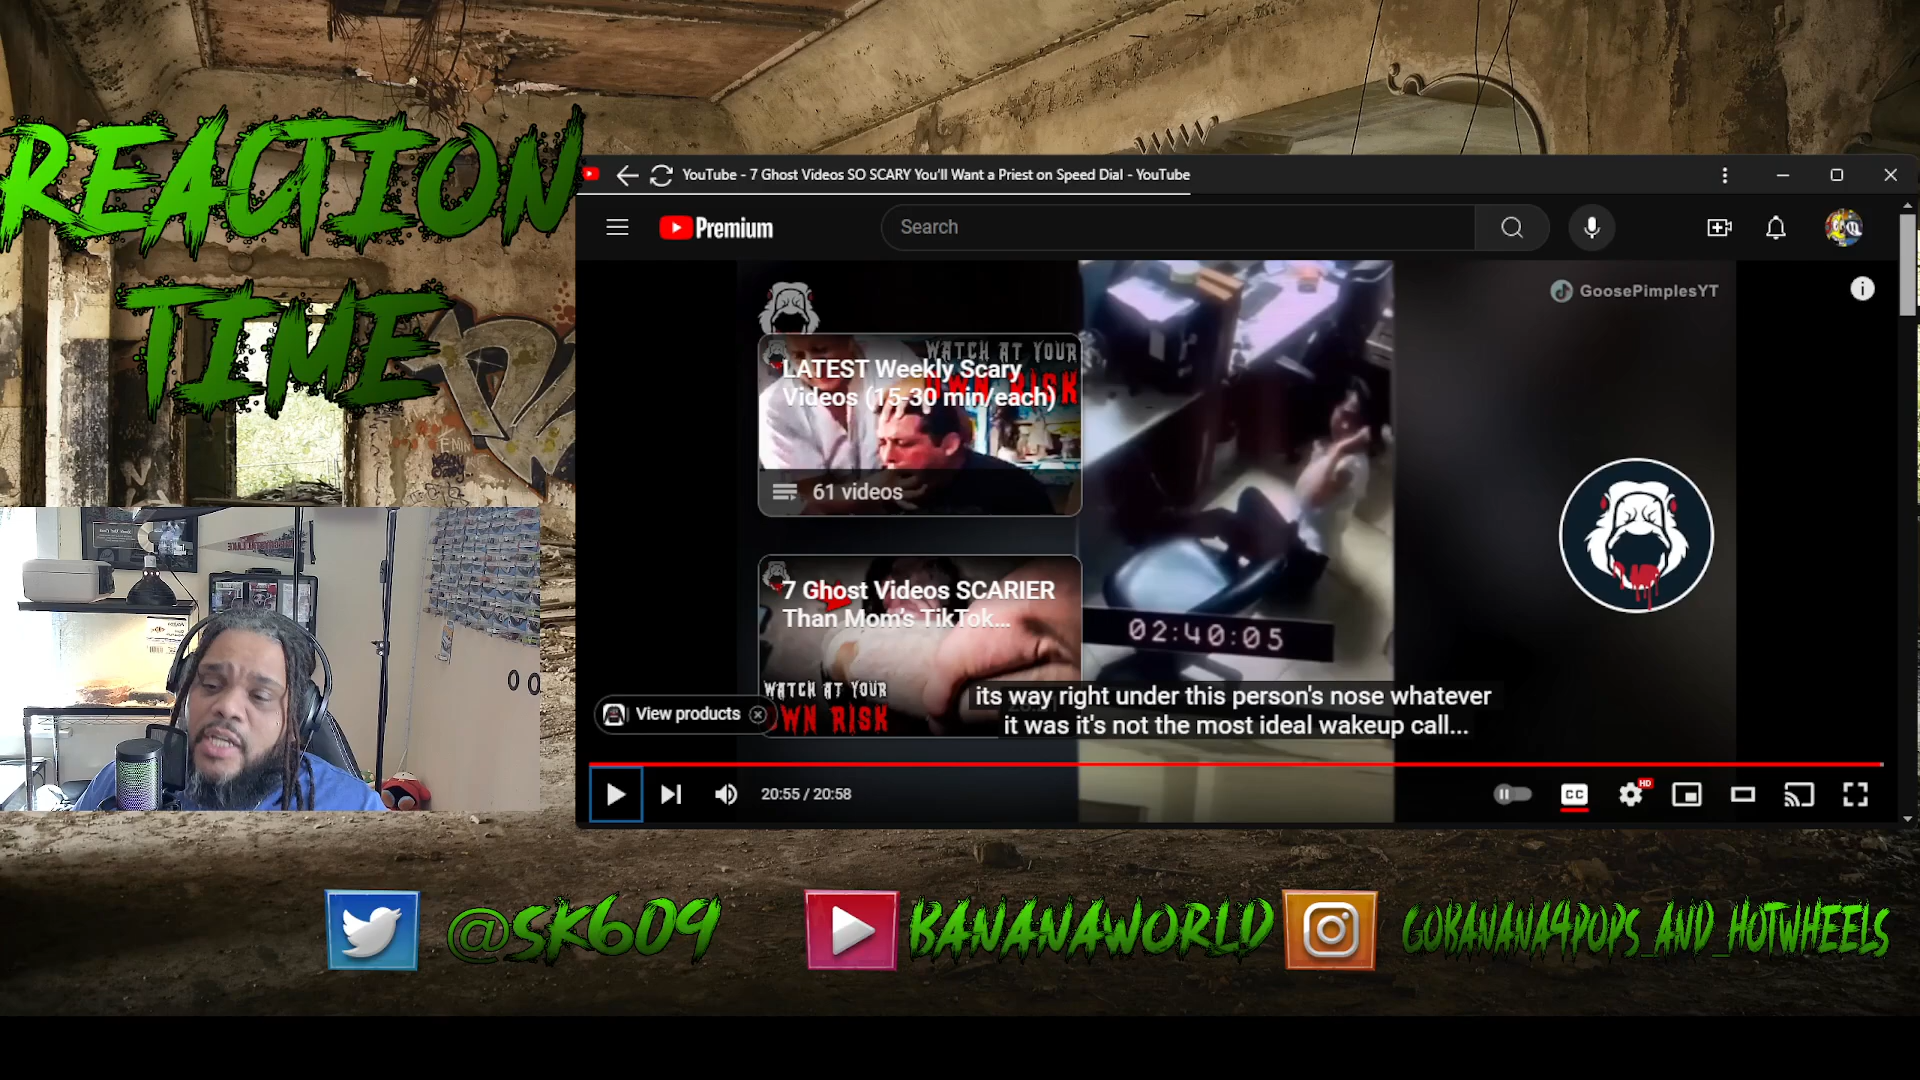 REACTION
TIME
YouTube - 7 Ghost Videos SO SCARY You'll Want a Priest on Speed Dial - YouTube
Premium
Search
GoosePimplesYT
WATCH AT YOUR
OWN RISK
LATEST Weekly Scary
Videos (15-30 min/each)
61 videos
7 Ghost Videos SCARIER
Than Mom's TikTok...
WATCH AT YOUR
OWN RISK
02:40:05
its way right under this person's nose whatever
it was it's not the most ideal wakeup call...
View products
20:55 / 20:58
CC
HD
@SK609
BANANAWORLD
GOBANANA4POPS_AND_HOTWHEELS